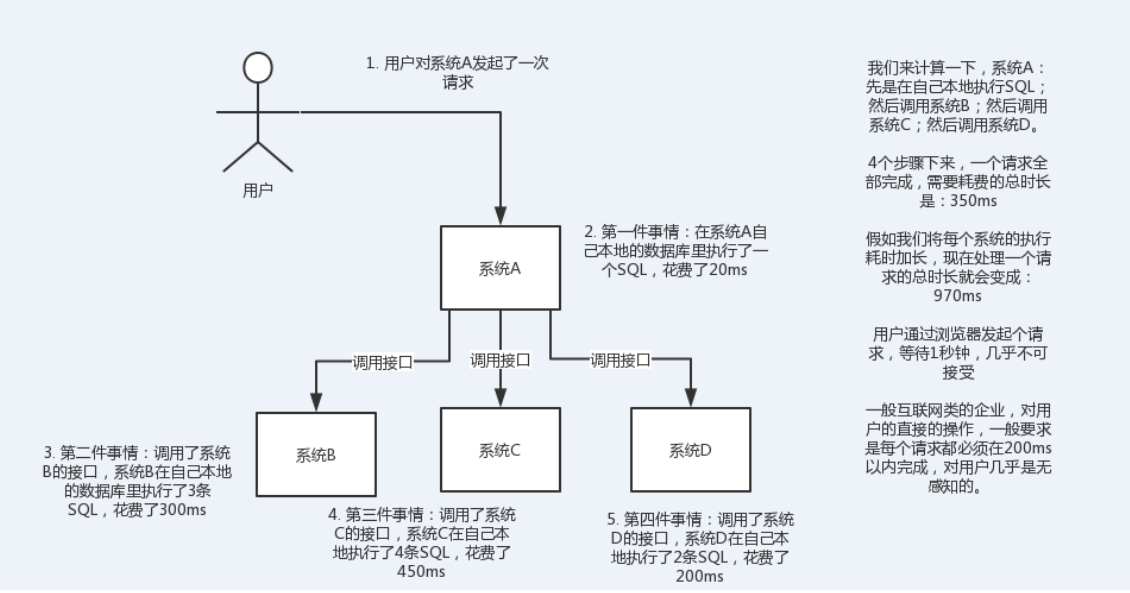 1. 用户对系统A发起了一次
请求
用户
2. 第一件事情：在系统A自
己本地的数据库里执行了一
个SQL，花费了20ms
系统A
调用接口
调用接口
调用接口
系统B
系统C
系统D
3. 第二件事情：调用了系统
B的接口，系统B在自己本地
的数据库里执行了3条
SQL，花费了300ms
4. 第三件事情：调用了系统
C的接口，系统C在自己本
地执行了4条SQL，花费了
450ms
5. 第四件事情：调用了系统
D的接口，系统D在自己本
地执行了2条SQL，花费了
200ms
我们来计算一下，系统A：
先是在自己本地执行SQL；
然后调用系统B；然后调用
系统C；然后调用系统D。
4个步骤下来，一个请求全
部完成，需要耗费的总时长
是：350ms
假如我们将每个系统的执行
耗时加长，现在处理一个请
求的总时长就会变成：
970ms
用户通过浏览器发起个请
求，等待1秒钟，几乎不可
接受
一般互联网类的企业，对用
户的直接的操作，一般要求
是每个请求都必须在200ms
以内完成，对用户几乎是无
感知的。